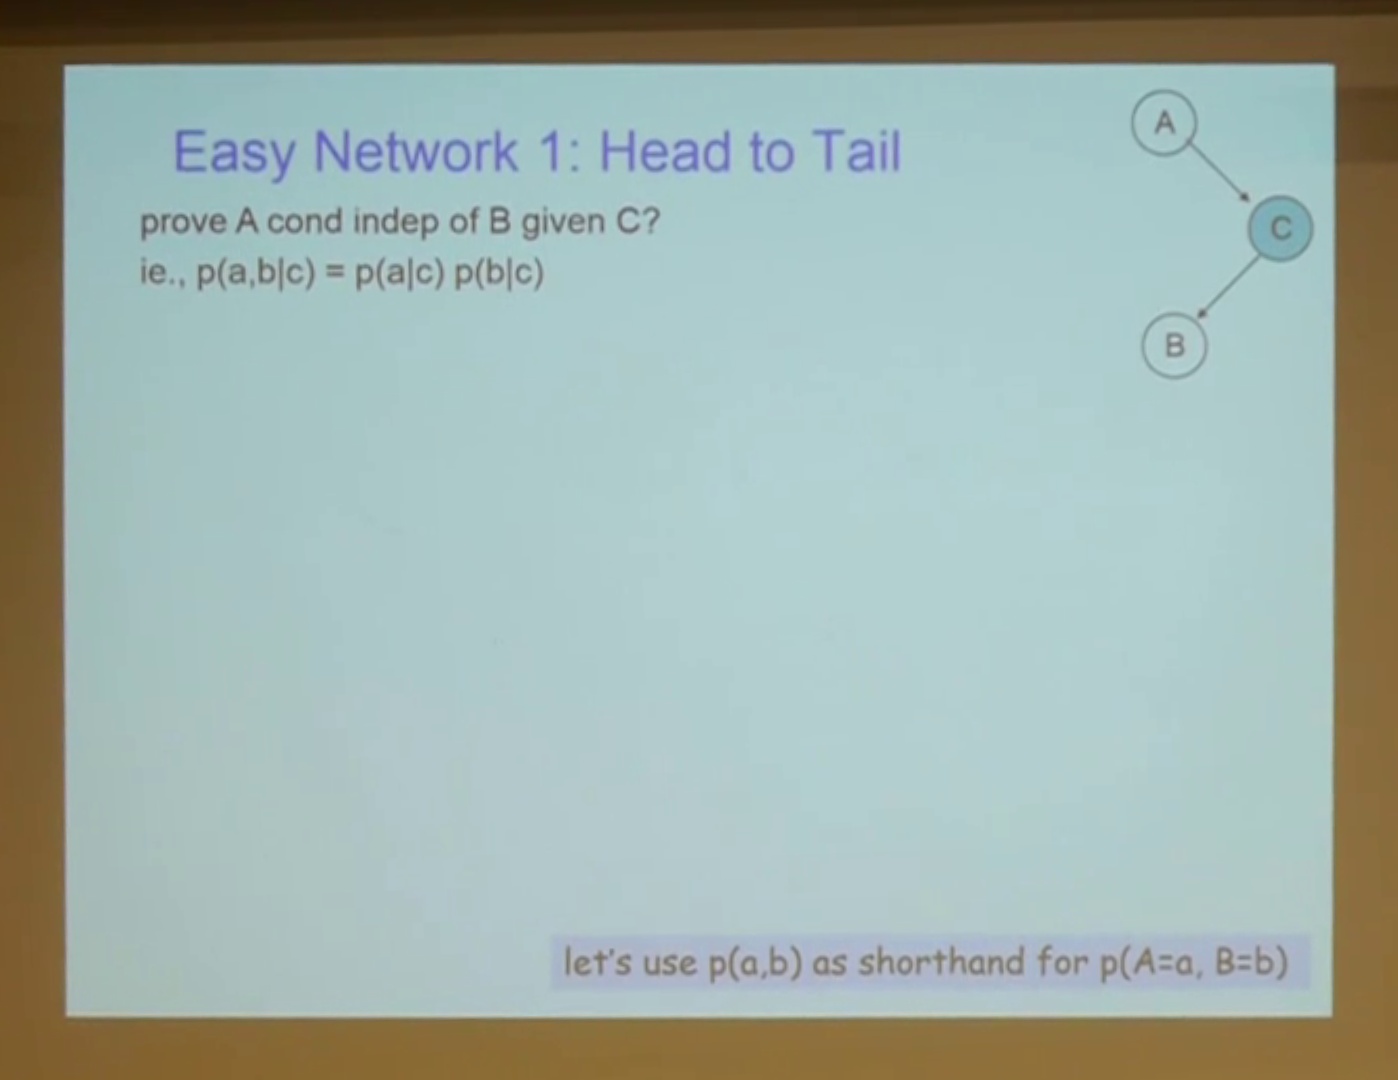 Easy Network 1: Head to Tail
prove A cond indep of B given C?
ie., p(a,b|c) = p(a|c) p(b|c)
A
C
B
let's use p(a,b) as shorthand for p(A=a, B=b)